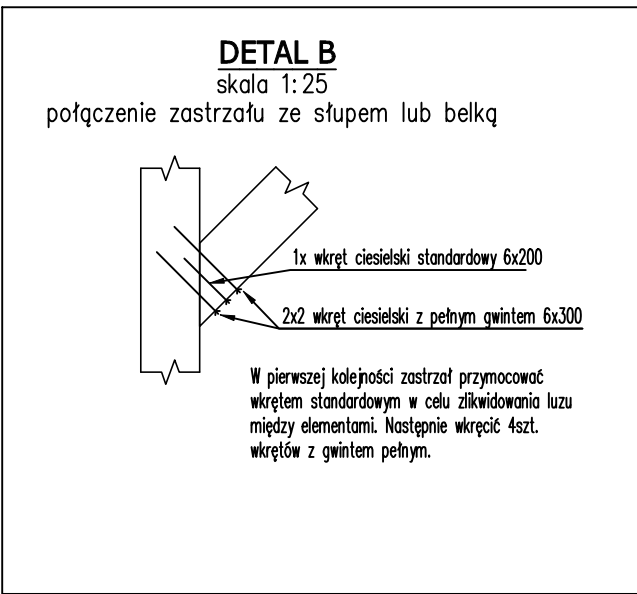 DETAL B
skala 1:25
połączenie zastrzału ze słupem lub belką
1x wkręt ciesielski standardowy 6x200
2x2 wkręt ciesielski z pełnym gwintem 6x300
W pierwszej kolejności zastrzał przymocować
wkrętem standardowym w celu zlikwidowania luzu
między elementami. Następnie wkręcić 4szt.
wkrętów z gwintem pełnym.